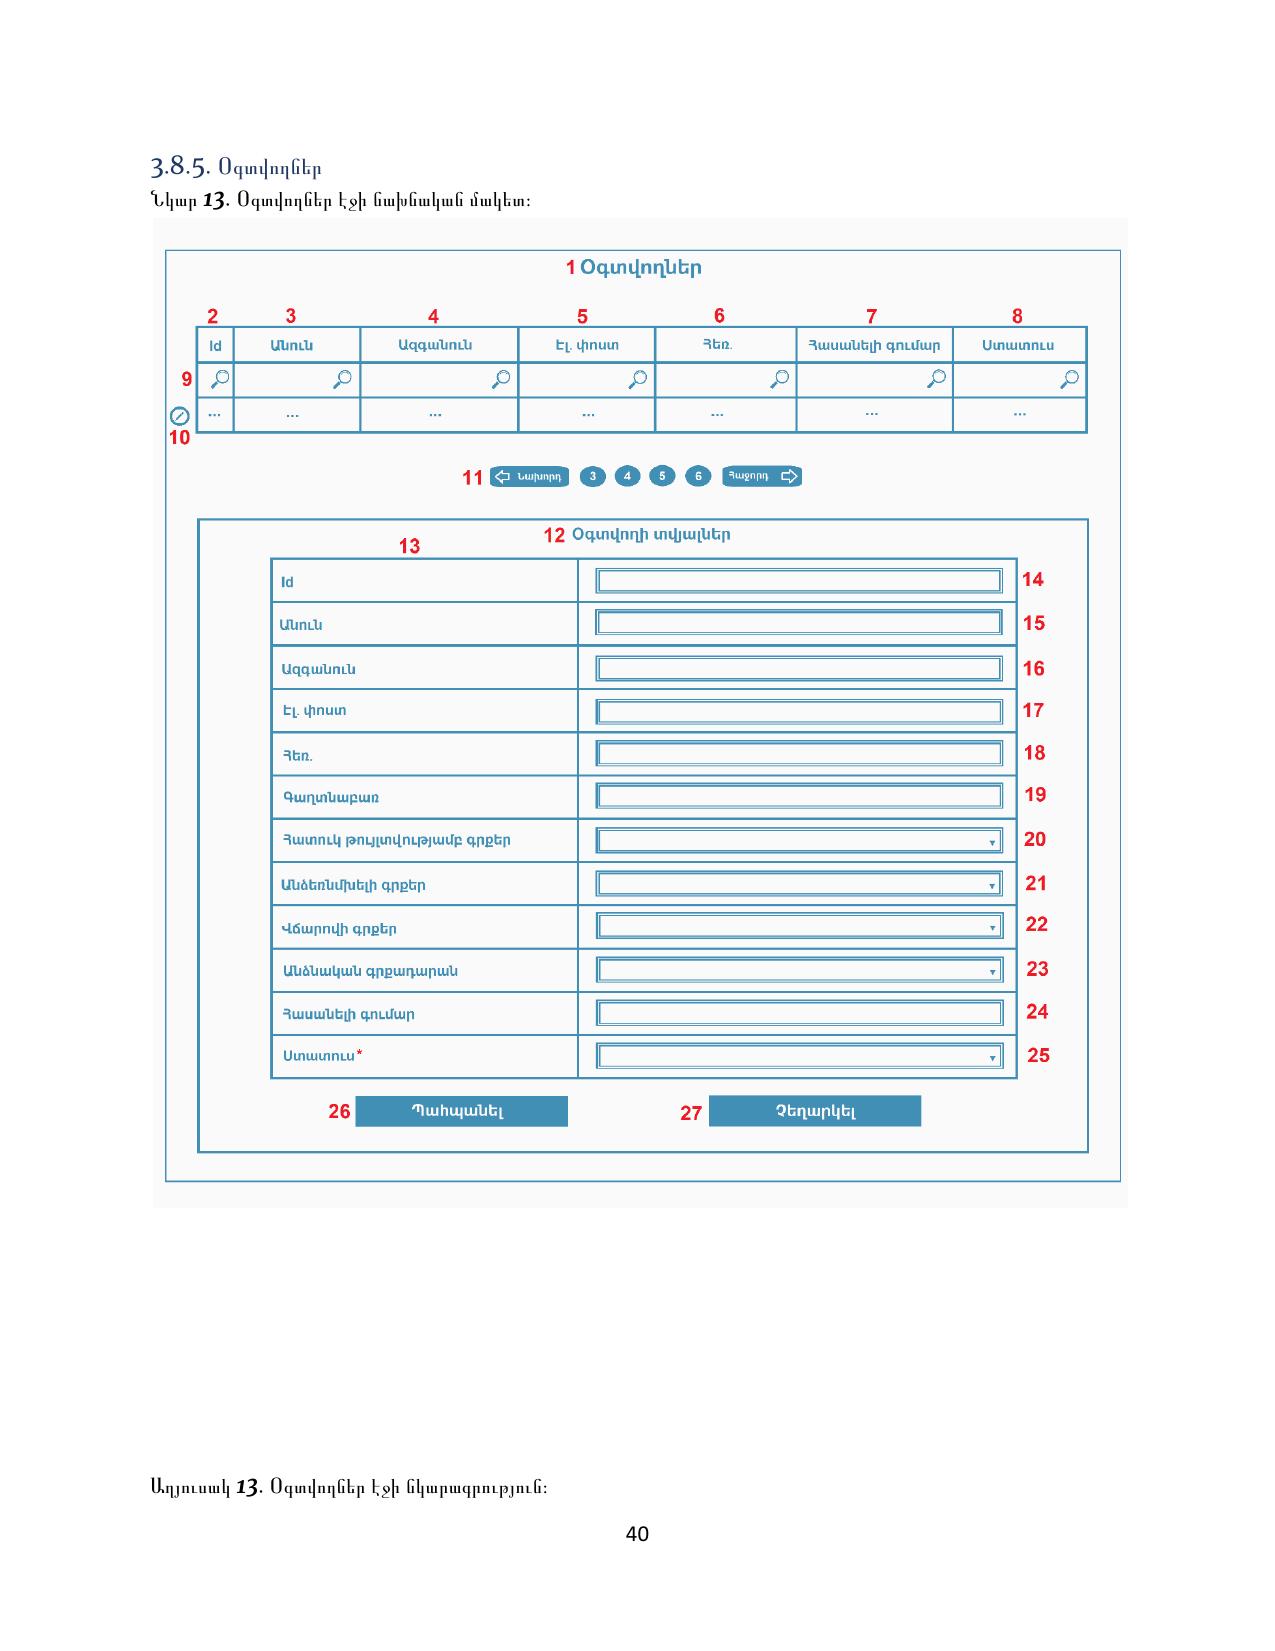 3.8.5. Օգտվողներ
Նկար 13. Օգտվողներ էջի նախնական մակետ:
1 Օգտվողներ
2 3 4 5 6 7 8
Id Անուն Ազգանուն Էլ. փոստ Հեռ. Հասանելի գումար Ստատուս
9
... ... ... ... ... ... ...
10
11 Նախորդ 3 4 5 6 Հաջորդ
12 Օգտվողի տվյալներ
13
Id 14
Անուն 15
Ազգանուն 16
Էլ. փոստ 17
Հեռ. 18
Գաղտնաբառ 19
Հատուկ թույլտվությամբ գրքեր 20
Անձեռնմխելի գրքեր 21
Վճարովի գրքեր 22
Անձնական գրքադարան 23
Հասանելի գումար 24
Ստատուս* 25
26 Պահպանել 27 Չեղարկել
Աղյուսակ 13. Օգտվողներ էջի նկարագրություն:
40